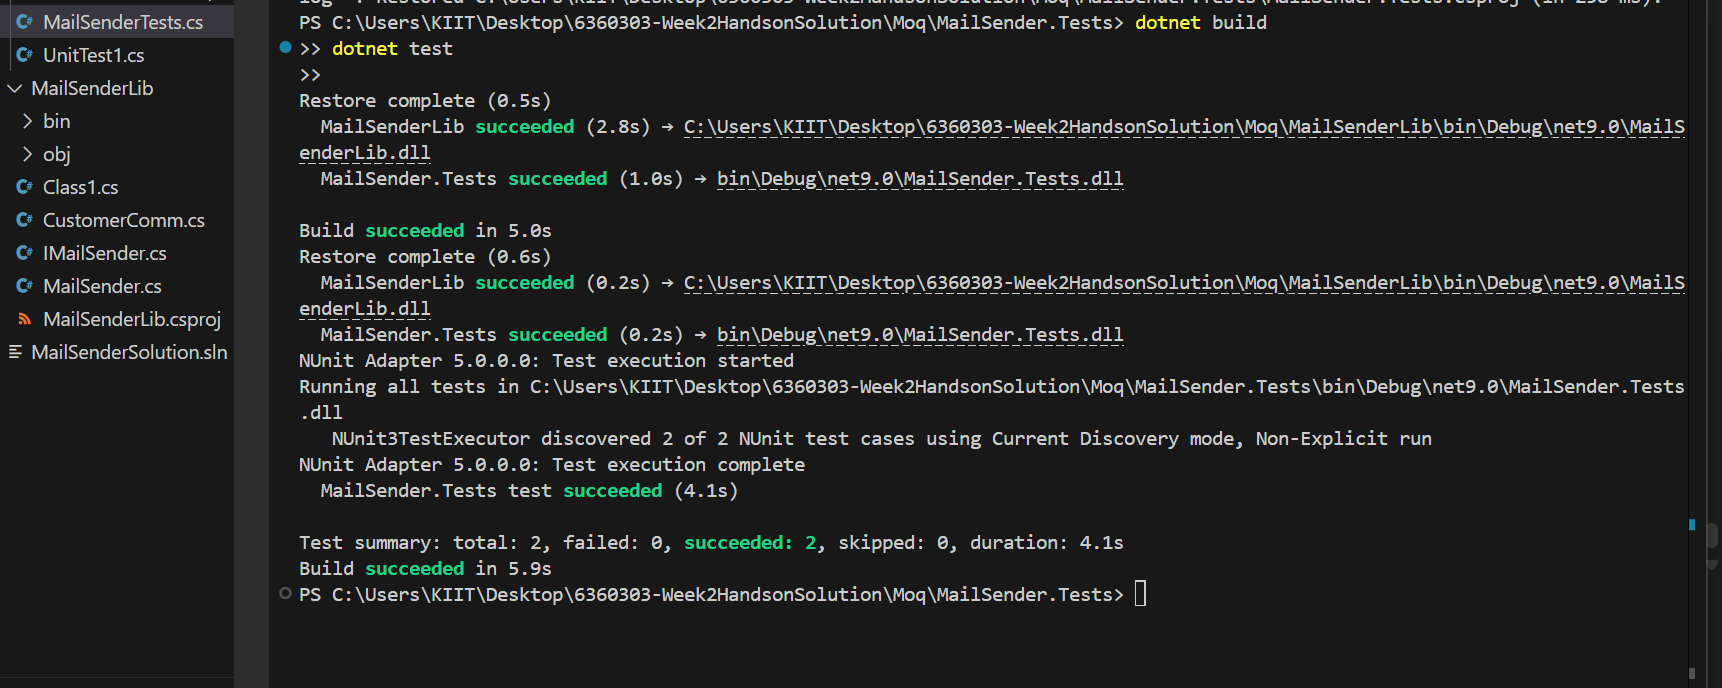 MailSenderTests.cs
UnitTest1.cs
MailSenderLib
bin
obj
Class1.cs
CustomerComm.cs
IMailSender.cs
MailSender.cs
MailSenderLib.csproj
MailSenderSolution.sln
PS C:\Users\KIIT\Desktop\6360303-Week2HandsonSolution\Moq\MailSender.Tests> dotnet build
>> dotnet test
>>
Restore complete (0.5s)
MailSenderLib succeeded (2.8s) → C:\Users\KIIT\Desktop\6360303-Week2HandsonSolution\Moq\MailSenderLib\bin\Debug\net9.0\MailS
enderLib.dll
MailSender.Tests succeeded (1.0s) → bin\Debug\net9.0\MailSender.Tests.dll
Build succeeded in 5.0s
Restore complete (0.6s)
MailSenderLib succeeded (0.2s) → C:\Users\KIIT\Desktop\6360303-Week2HandsonSolution\Moq\MailSenderLib\bin\Debug\net9.0\MailS
enderLib.dll
MailSender.Tests succeeded (0.2s) → bin\Debug\net9.0\MailSender.Tests.dll
NUnit Adapter 5.0.0.0: Test execution started
Running all tests in C:\Users\KIIT\Desktop\6360303-Week2HandsonSolution\Moq\MailSender.Tests\bin\Debug\net9.0\MailSender.Tests
.dll
NUnit3TestExecutor discovered 2 of 2 NUnit test cases using Current Discovery mode, Non-Explicit run
NUnit Adapter 5.0.0.0: Test execution complete
MailSender.Tests test succeeded (4.1s)
Test summary: total: 2, failed: 0, succeeded: 2, skipped: 0, duration: 4.1s
Build succeeded in 5.9s
PS C:\Users\KIIT\Desktop\6360303-Week2HandsonSolution\Moq\MailSender.Tests>